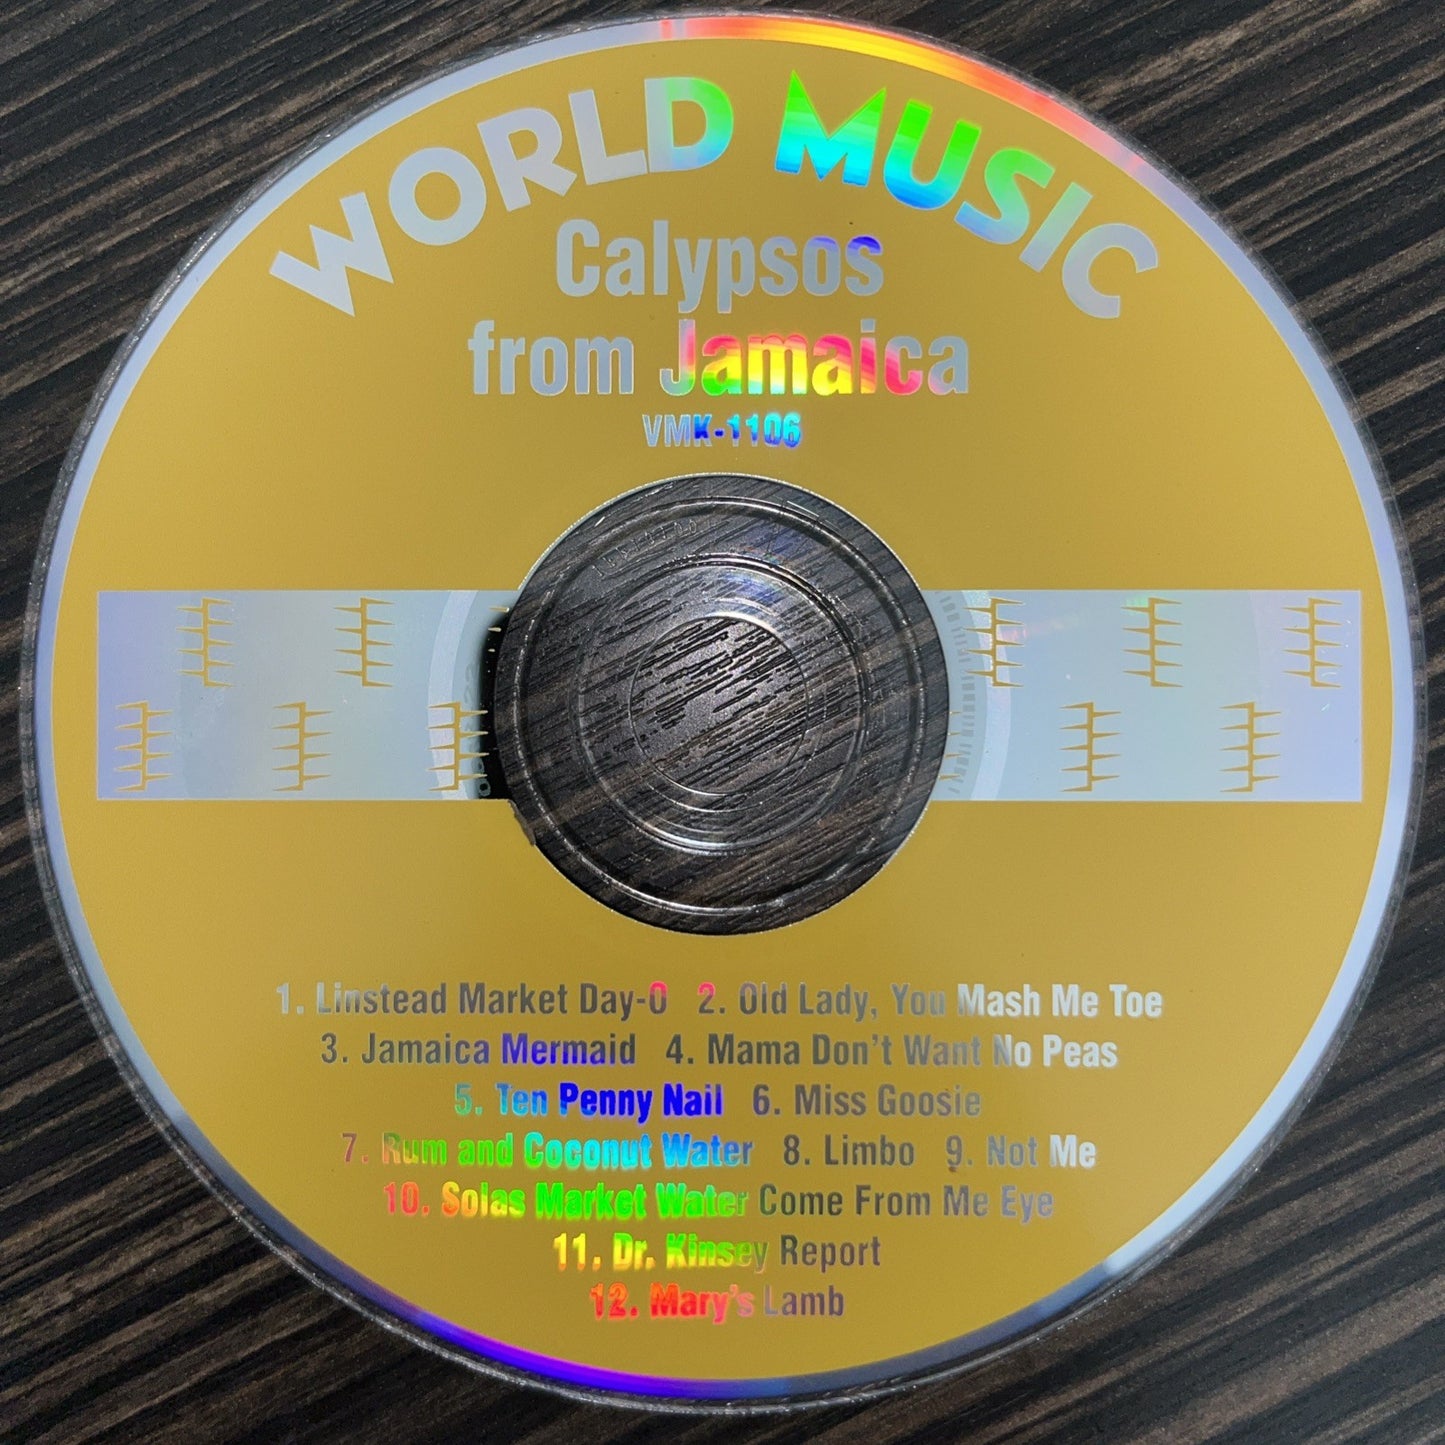 WORLD MUSIC
Calypsos
from Jamaica
VMK-1106
1. Linstead Market Day-O 2. Old Lady, You Mash Me Toe
3. Jamaica Mermaid 4. Mama Don't Want No Peas
5. Ten Penny Nail 6. Miss Goosie
7. Rum and Coconut Water 8. Limbo 9. Not Me
10. Solas Market Water Come From Me Eye
11. Dr. Kinsey Report
12. Mary's Lamb